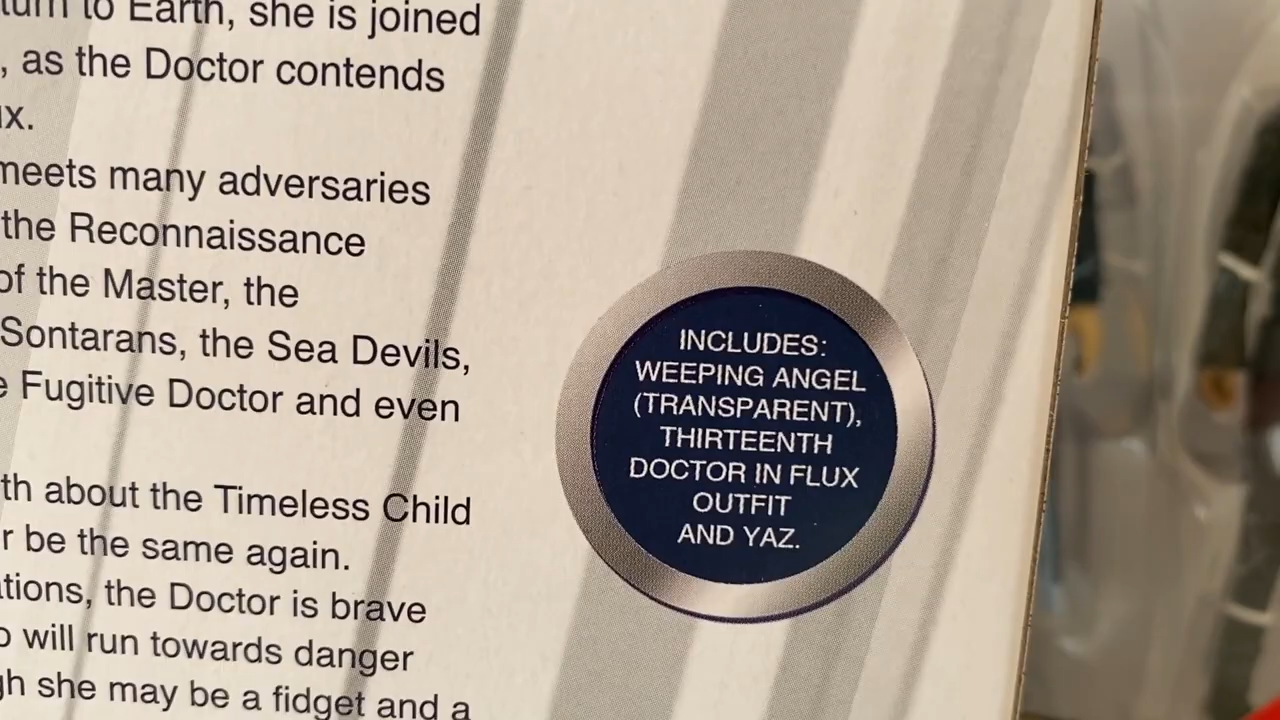 to Earth, she is joined
, as the Doctor contends
x.
meets many adversaries
the Reconnaissance
of the Master, the
Sontarans, the Sea Devils,
Fugitive Doctor and even
th about the Timeless Child
r be the same again.
tions, the Doctor is brave
will run towards danger
gh she may be a fidget and a
INCLUDES:
WEEPING ANGEL
(TRANSPARENT),
THIRTEENTH
DOCTOR IN FLUX
OUTFIT
AND YAZ.